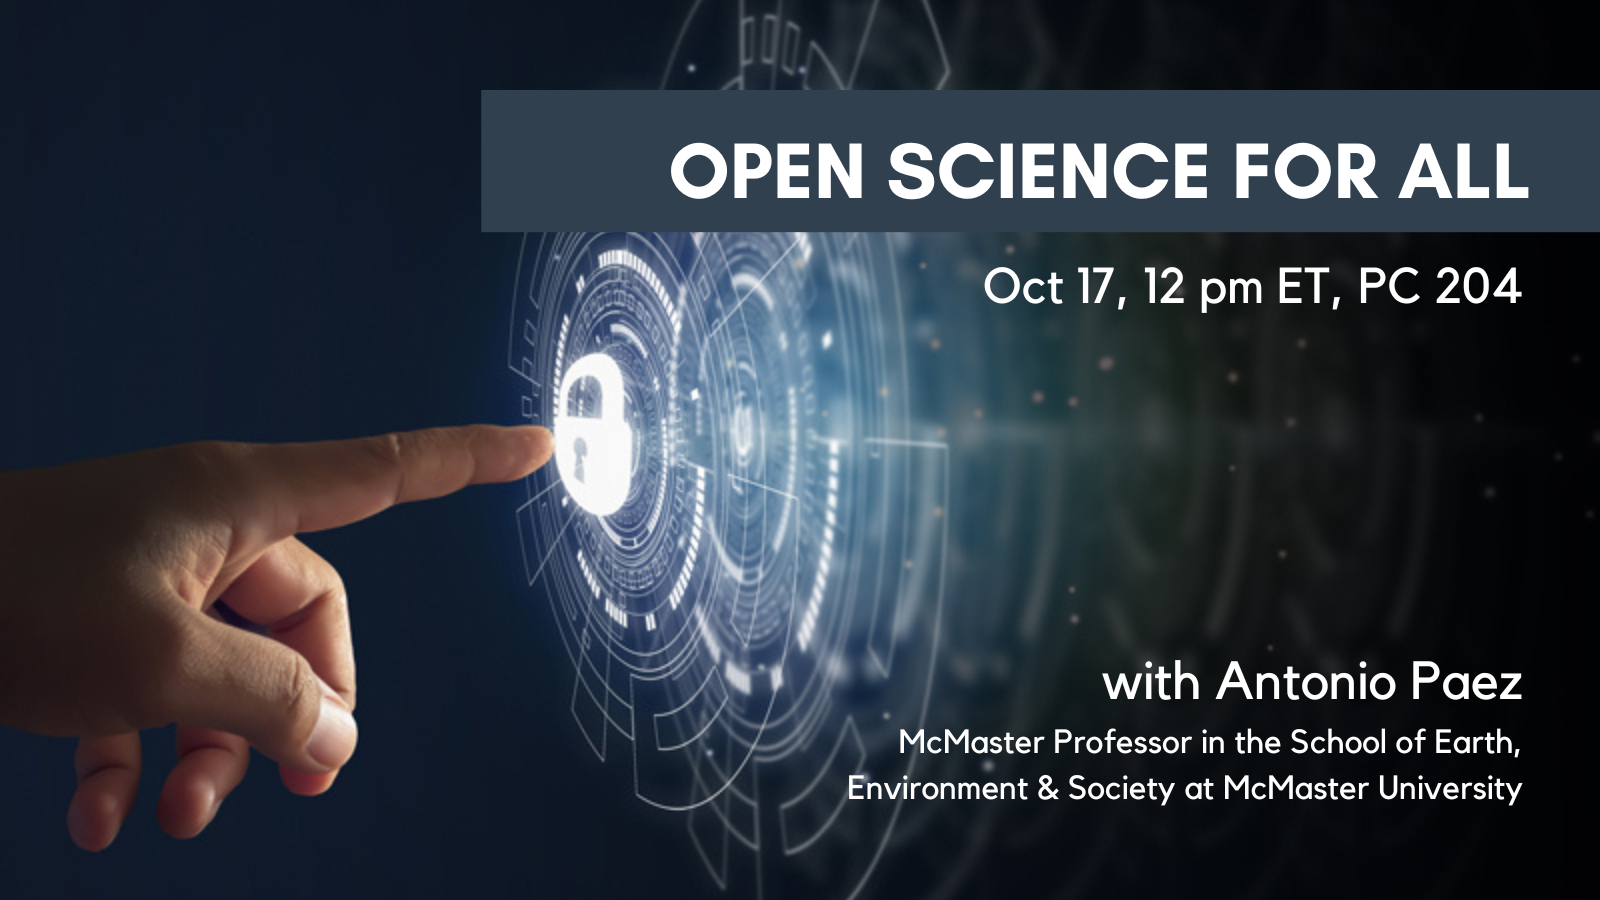 OPEN SCIENCE FOR ALL
Oct 17, 12 pm ET, PC 204
with Antonio Paez
McMaster Professor in the School of Earth,
Environment & Society at McMaster University